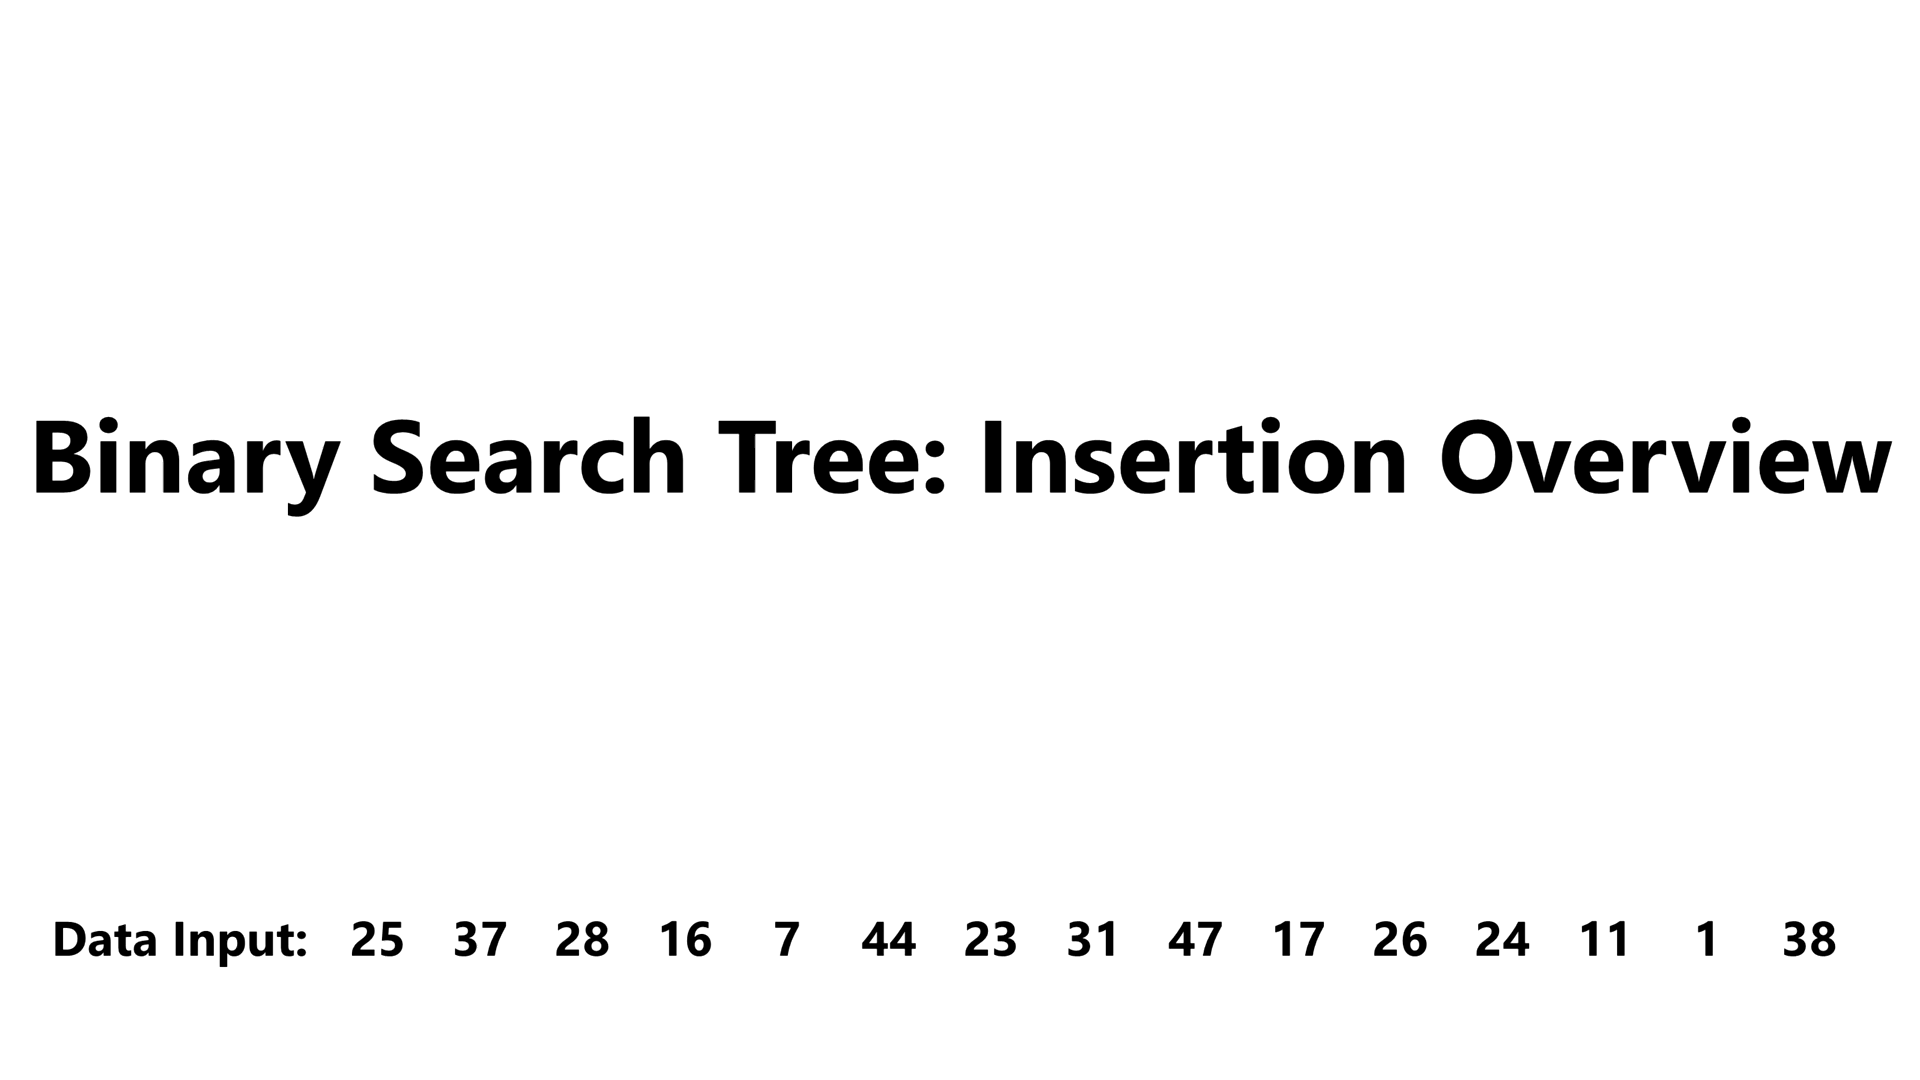 Binary Search Tree: Insertion Overview
Data Input: 25 37 28 16 7 44 23 31 47 17 26 24 11 1 38